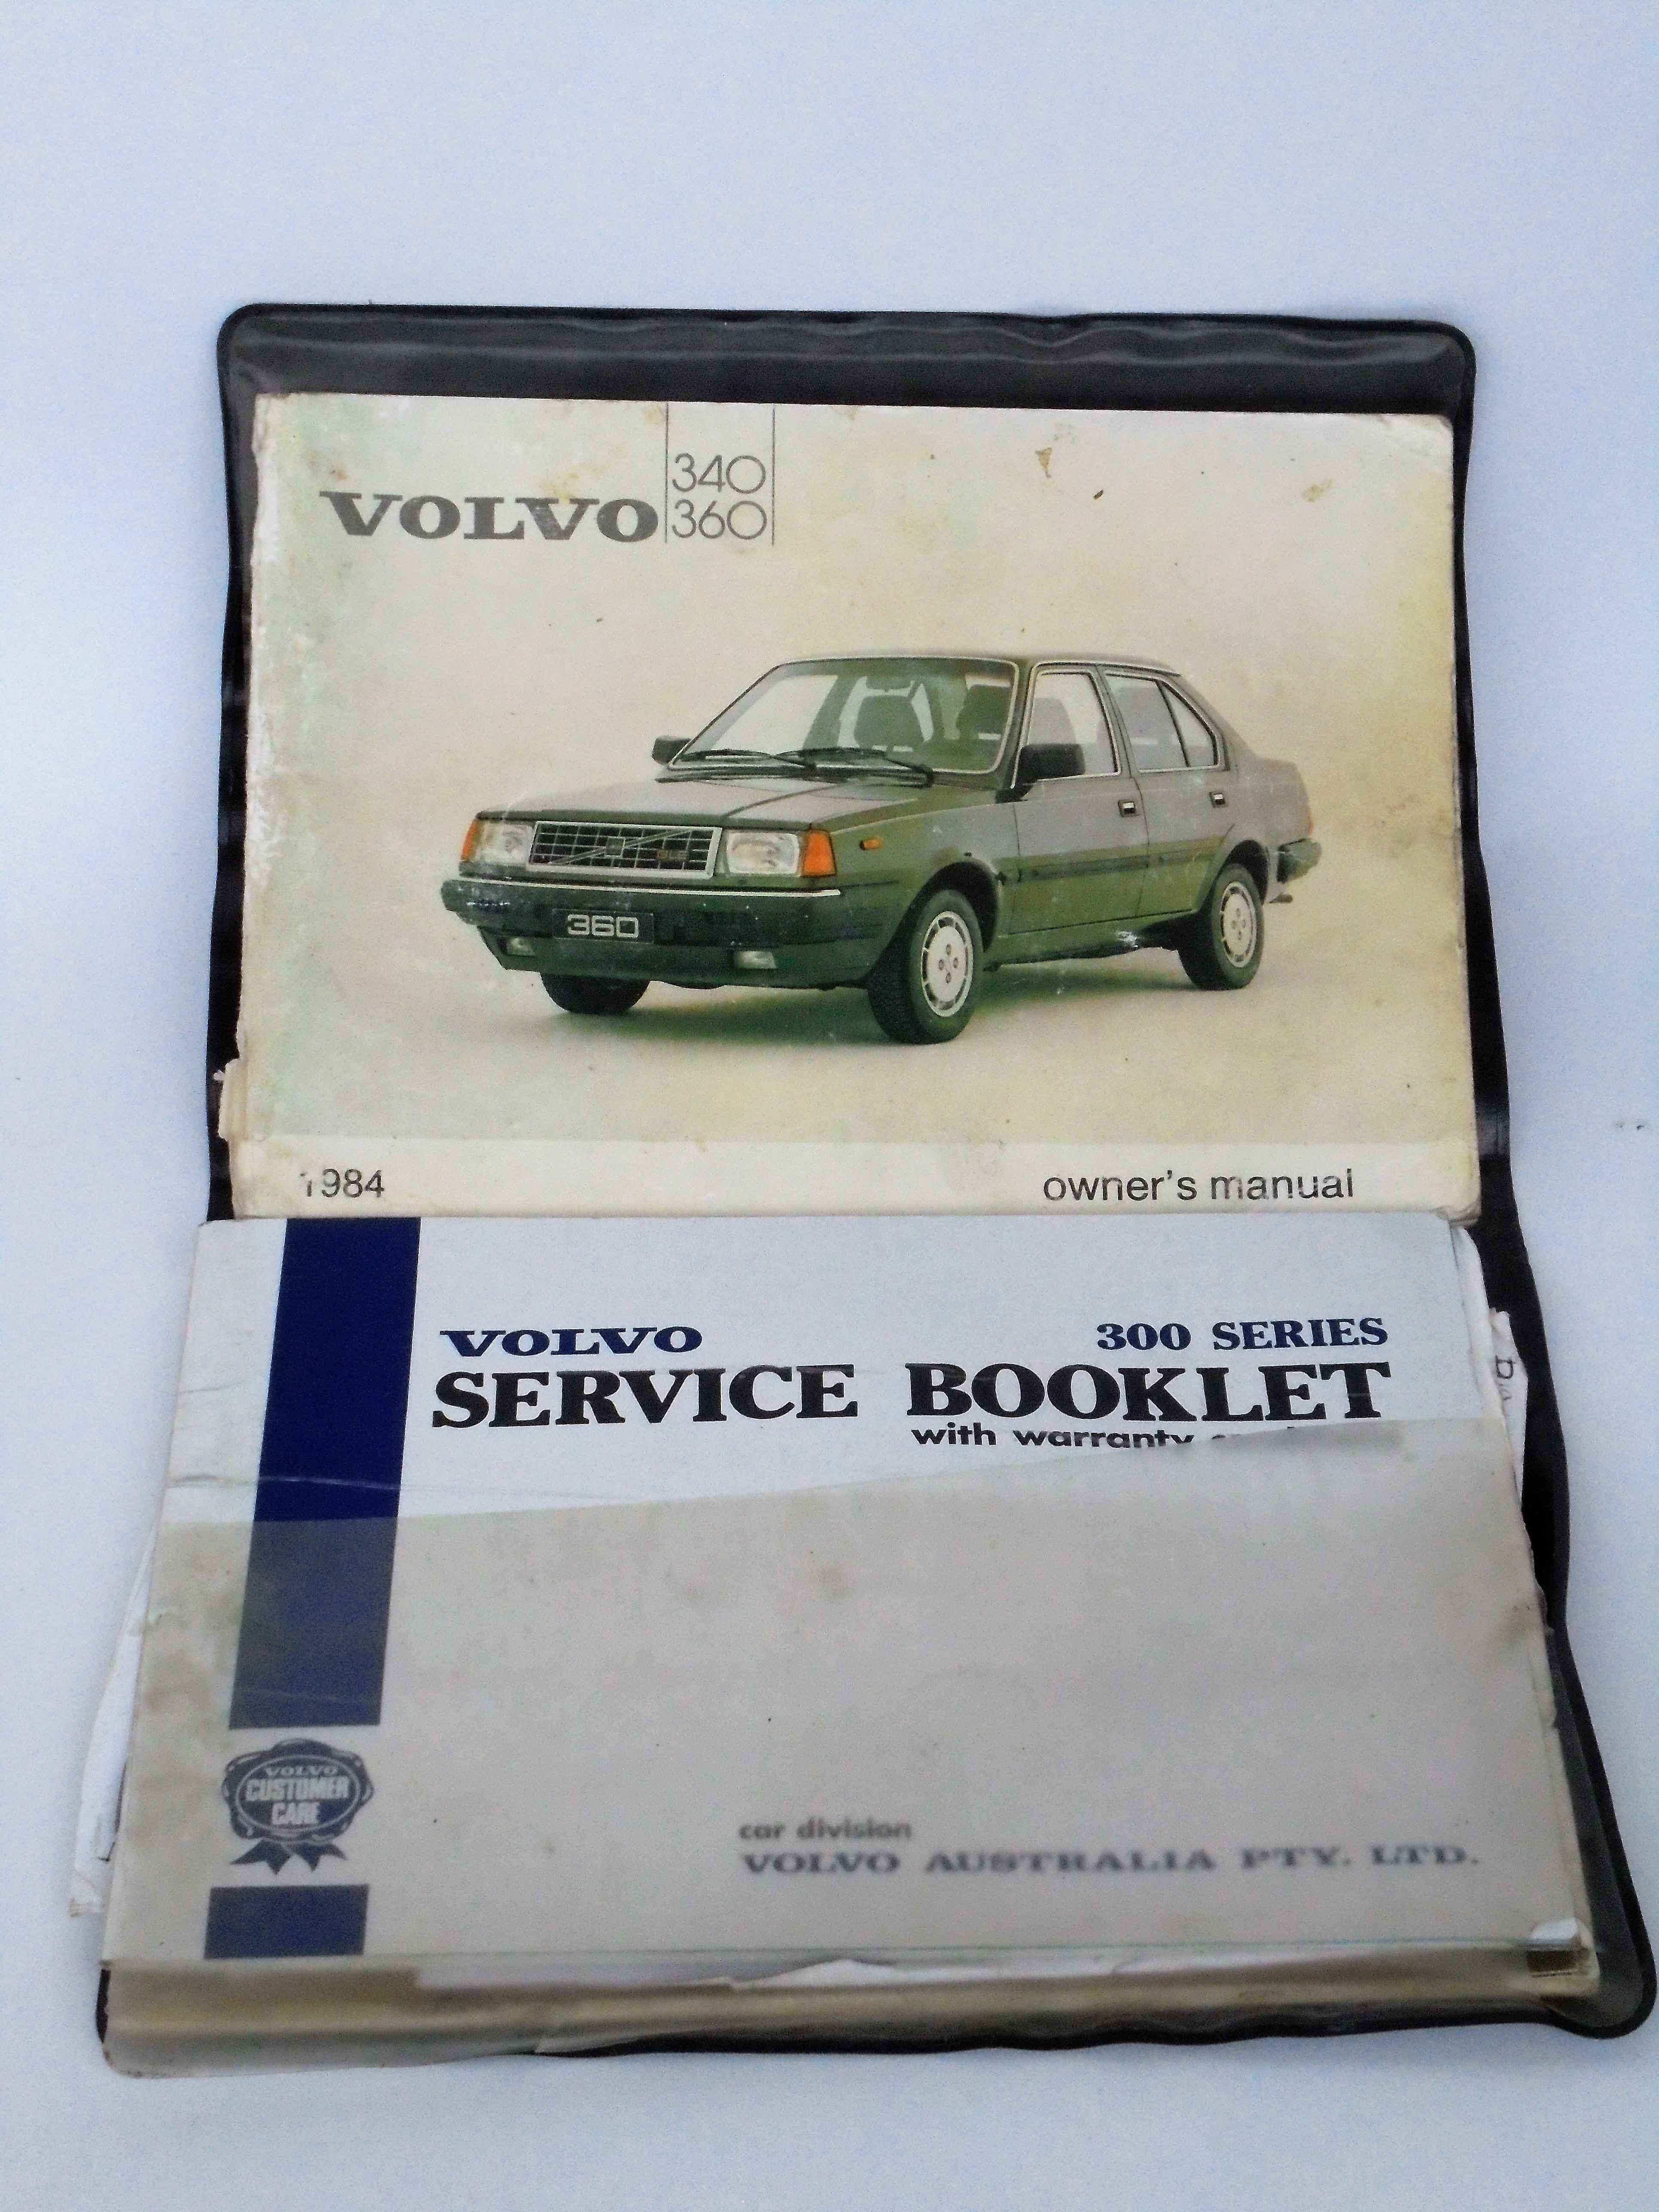 VOLVO 340
360
GLE
360
1984 owner's manual
VOLVO 300 SERIES
SERVICE BOOKLET
with warranty
VOLVO
CUSTOMER
CARE
car division
VOLVO AUSTRALIA PTY. LTD.